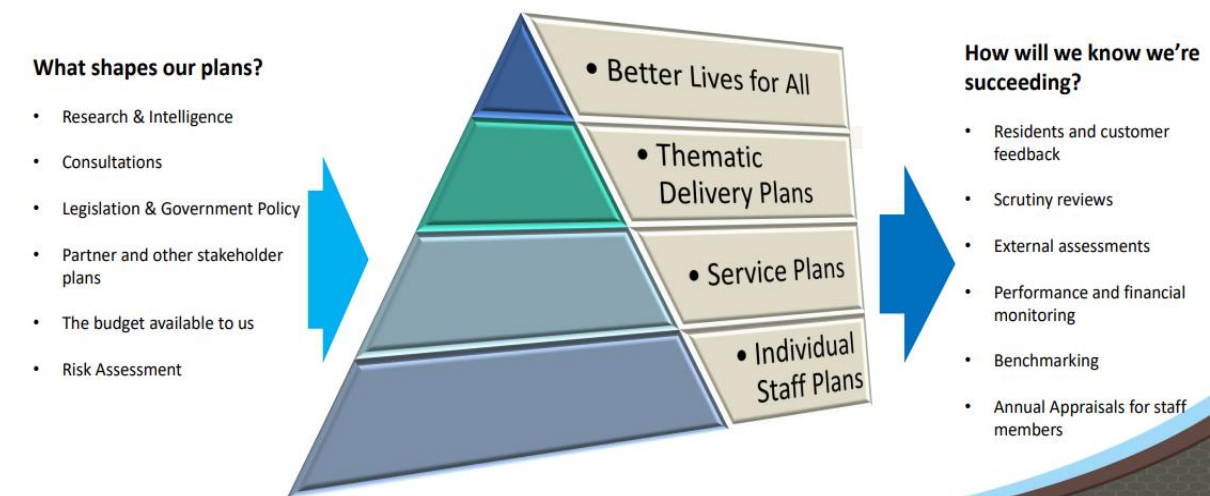 What shapes our plans?
• Research & Intelligence
• Consultations
• Legislation & Government Policy
• Partner and other stakeholder
plans
• The budget available to us
• Risk Assessment
• Better Lives for All
• Thematic
Delivery Plans
• Service Plans
• Individual
Staff Plans
How will we know we’re
succeeding?
• Residents and customer
feedback
• Scrutiny reviews
• External assessments
• Performance and financial
monitoring
• Benchmarking
• Annual Appraisals for staff
members